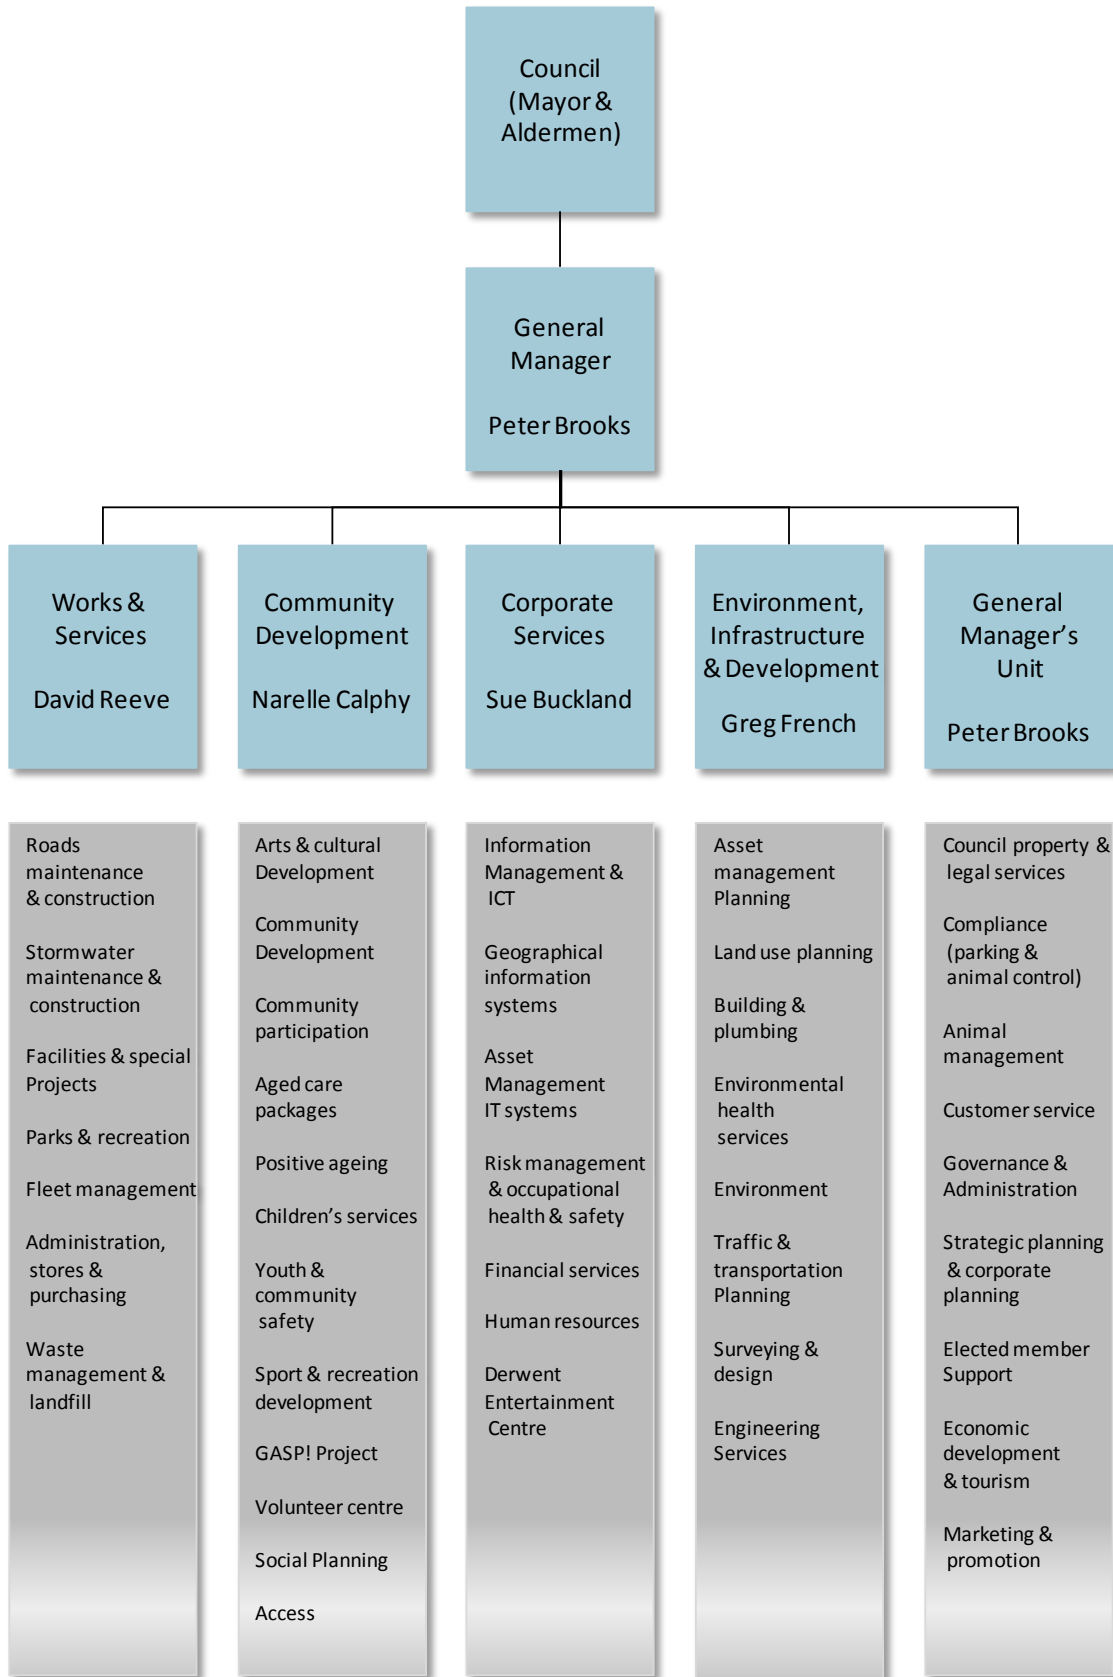 Council
(Mayor &
Aldermen)
General
Manager
Peter Brooks
Works &
Services
David Reeve
Community
Development
Narelle Calphy
Corporate
Services
Sue Buckland
Environment,
Infrastructure
& Development
Greg French
General
Manager’s
Unit
Peter Brooks
Roads
maintenance
& construction
Stormwater
maintenance &
construction
Facilities & special
Projects
Parks & recreation
Fleet management
Administration,
stores &
purchasing
Waste
management &
landfill
Arts & cultural
Development
Community
Development
Community
participation
Aged care
packages
Positive ageing
Children’s services
Youth &
community
safety
Sport & recreation
development
GASP! Project
Volunteer centre
Social Planning
Access
Information
Management &
ICT
Geographical
information
systems
Asset
Management
IT systems
Risk management
& occupational
health & safety
Financial services
Human resources
Derwent
Entertainment
Centre
Asset
management
Planning
Land use planning
Building &
plumbing
Environmental
health
services
Environment
Traffic &
transportation
Planning
Surveying &
design
Engineering
Services
Council property &
legal services
Compliance
(parking &
animal control)
Animal
management
Customer service
Governance &
Administration
Strategic planning
& corporate
planning
Elected member
Support
Economic
development
& tourism
Marketing &
promotion